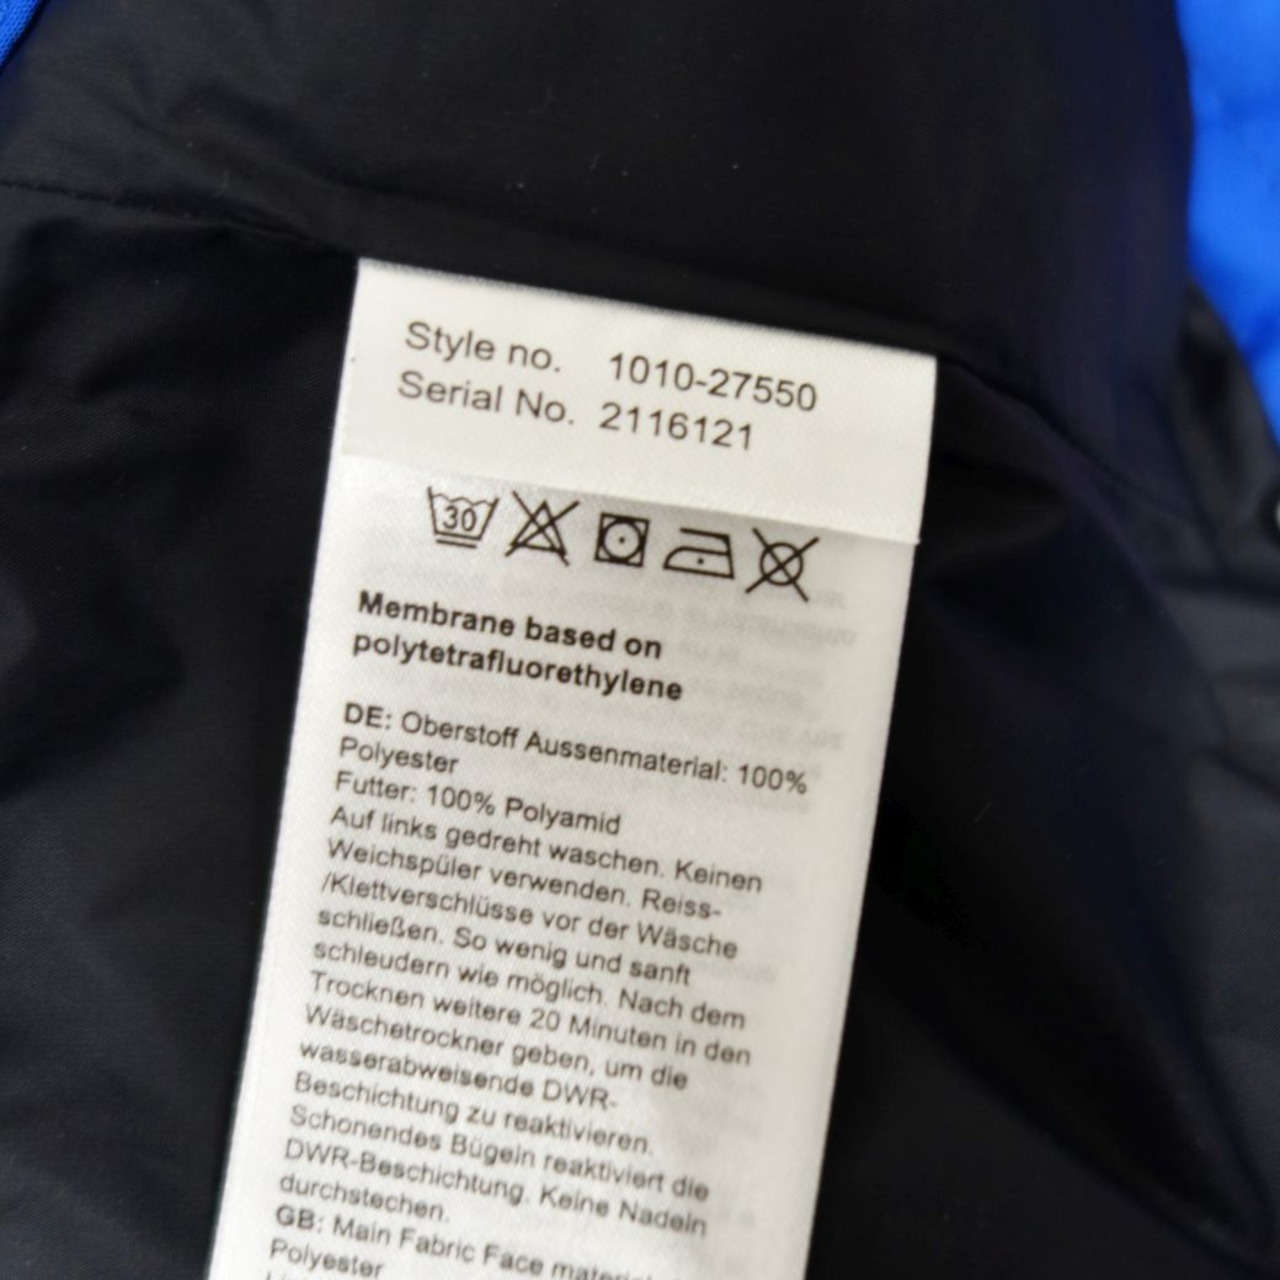 Style no. 1010-27550
Serial No. 2116121
30
Membrane based on
polytetrafluorethylene
DE: Oberstoff Aussenmaterial: 100%
Polyester
Futter: 100% Polyamid
Auf links gedreht waschen. Keinen
Weichspüler verwenden. Reiss-
/Klettverschlüsse vor der Wäsche
schließen. So wenig und sanft
schleudern wie möglich. Nach dem
Trocknen weitere 20 Minuten in den
Wäschetrockner geben, um die
wasserabweisende DWR-
Beschichtung zu reaktivieren.
Schonendes Bügeln reaktiviert die
DWR-Beschichtung. Keine Nadeln
durchstechen.
GB: Main Fabric Face
Polyester